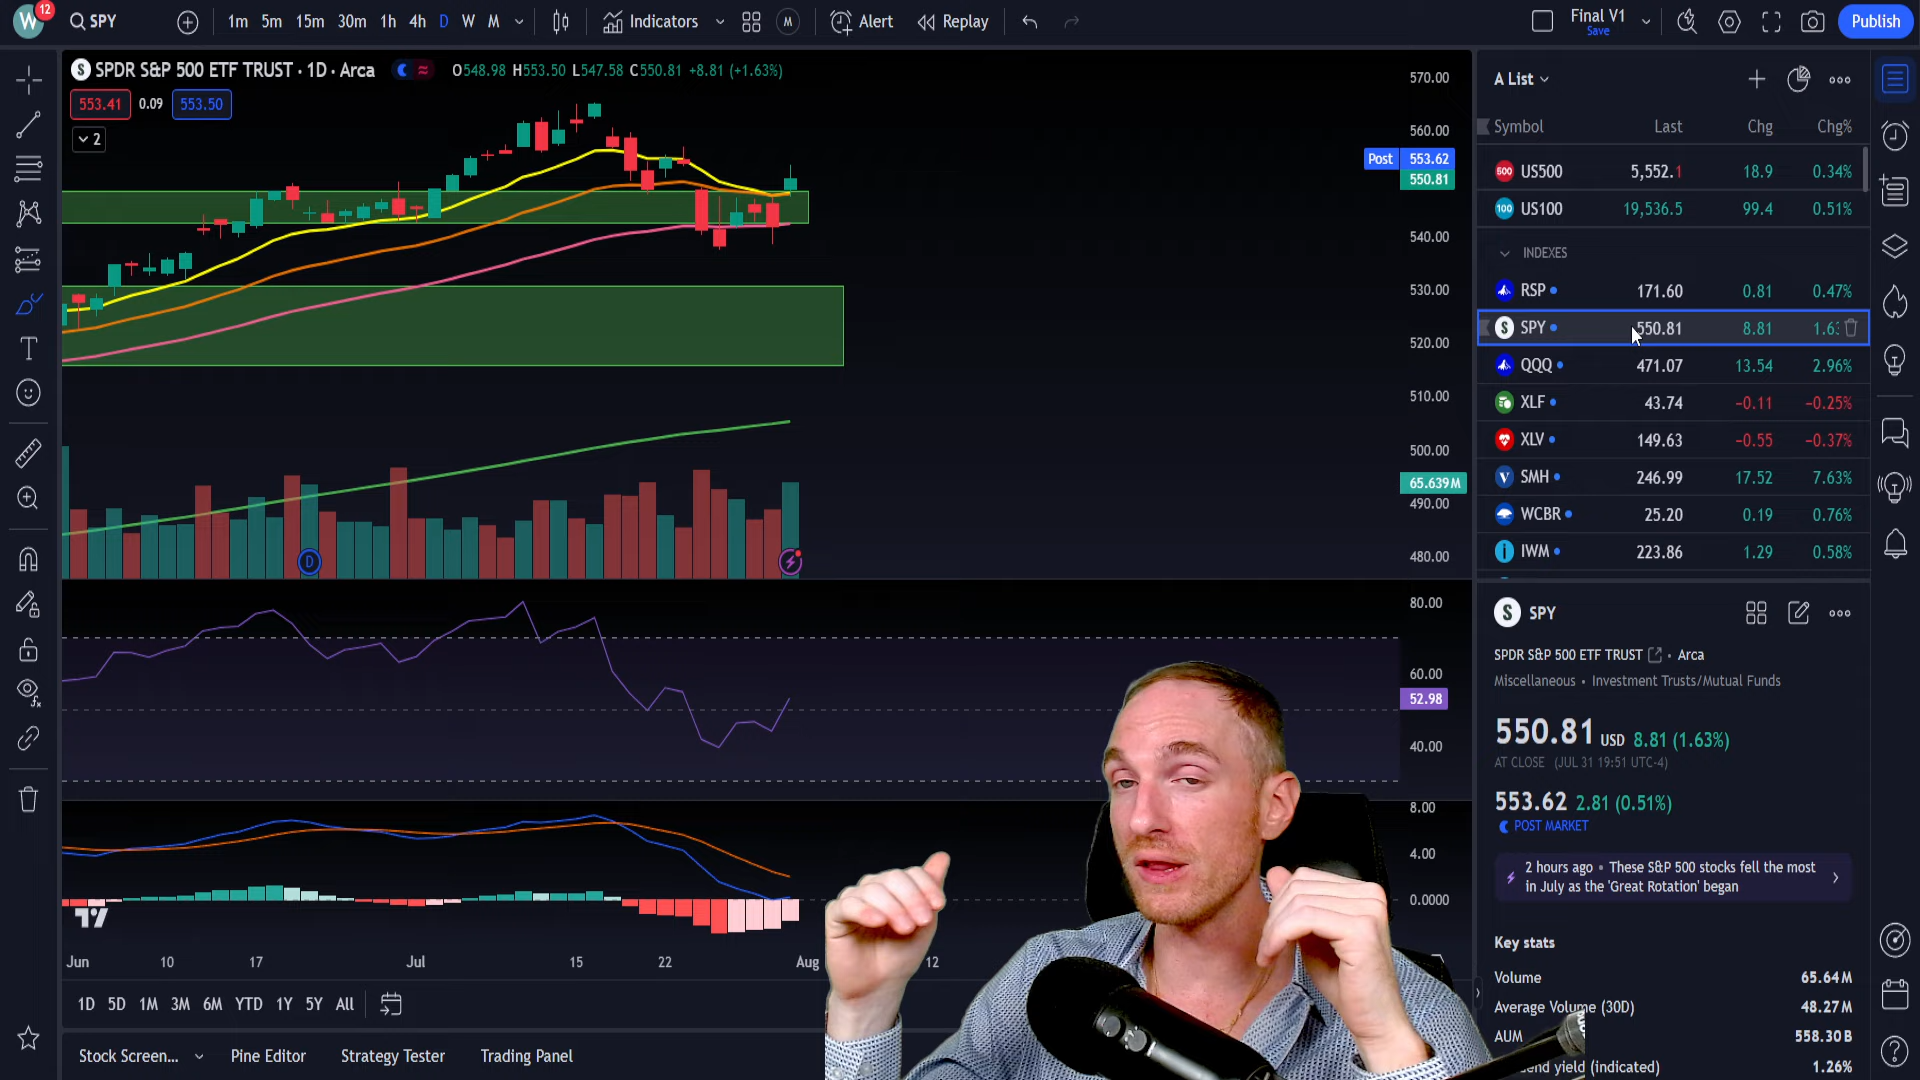 W 12 SPY 1m 5m 15m 30m 1h 4h D W M Indicators M Alert Replay Final V1 Save Publish
S SPDR S&P 500 ETF TRUST · 1D · Arca O548.98 H553.50 L547.58 C550.81 +8.81 (+1.63%)
553.41 0.09 553.50
2
570.00
560.00
Post 553.62
550.81
540.00
530.00
520.00
510.00
500.00
65.639M
490.00
480.00
D
80.00
60.00
52.98
40.00
8.00
4.00
0.0000
Jun 10 17 Jul 15 22 Aug 12
1D 5D 1M 3M 6M YTD 1Y 5Y All
Stock Screen... Pine Editor Strategy Tester Trading Panel
A List
Symbol Last Chg Chg%
500 US500 5,552.1 18.9 0.34%
100 US100 19,536.5 99.4 0.51%
INDEXES
RSP 171.60 0.81 0.47%
S SPY 550.81 8.81
QQQ 471.07 13.54 2.96%
XLF 43.74 −0.11 −0.25%
XLV 149.63 −0.55 −0.37%
V SMH 246.99 17.52 7.63%
WCBR 25.20 0.19 0.76%
IWM 223.86 1.29 0.58%
S SPY
SPDR S&P 500 ETF TRUST · Arca
Miscellaneous • Investment Trusts/Mutual Funds
550.81 USD 8.81 (1.63%)
AT CLOSE (JUL 31 19:51 UTC-4)
553.62 2.81 (0.51%)
POST MARKET
2 hours ago • These S&P 500 stocks fell the most
in July as the 'Great Rotation' began
Key stats
Volume 65.64M
Average Volume (30D) 48.27M
AUM 558.30B
yield (indicated) 1.26%